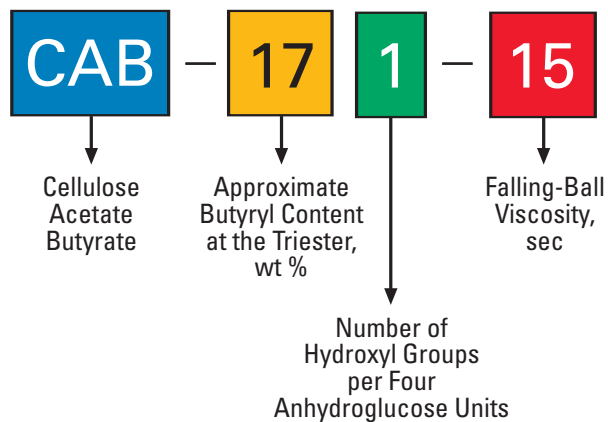 CAB – 17 1 – 15
Cellulose
Acetate
Butyrate
Approximate
Butyryl Content
at the Triester,
wt %
Falling-Ball
Viscosity,
sec
Number of
Hydroxyl Groups
per Four
Anhydroglucose Units